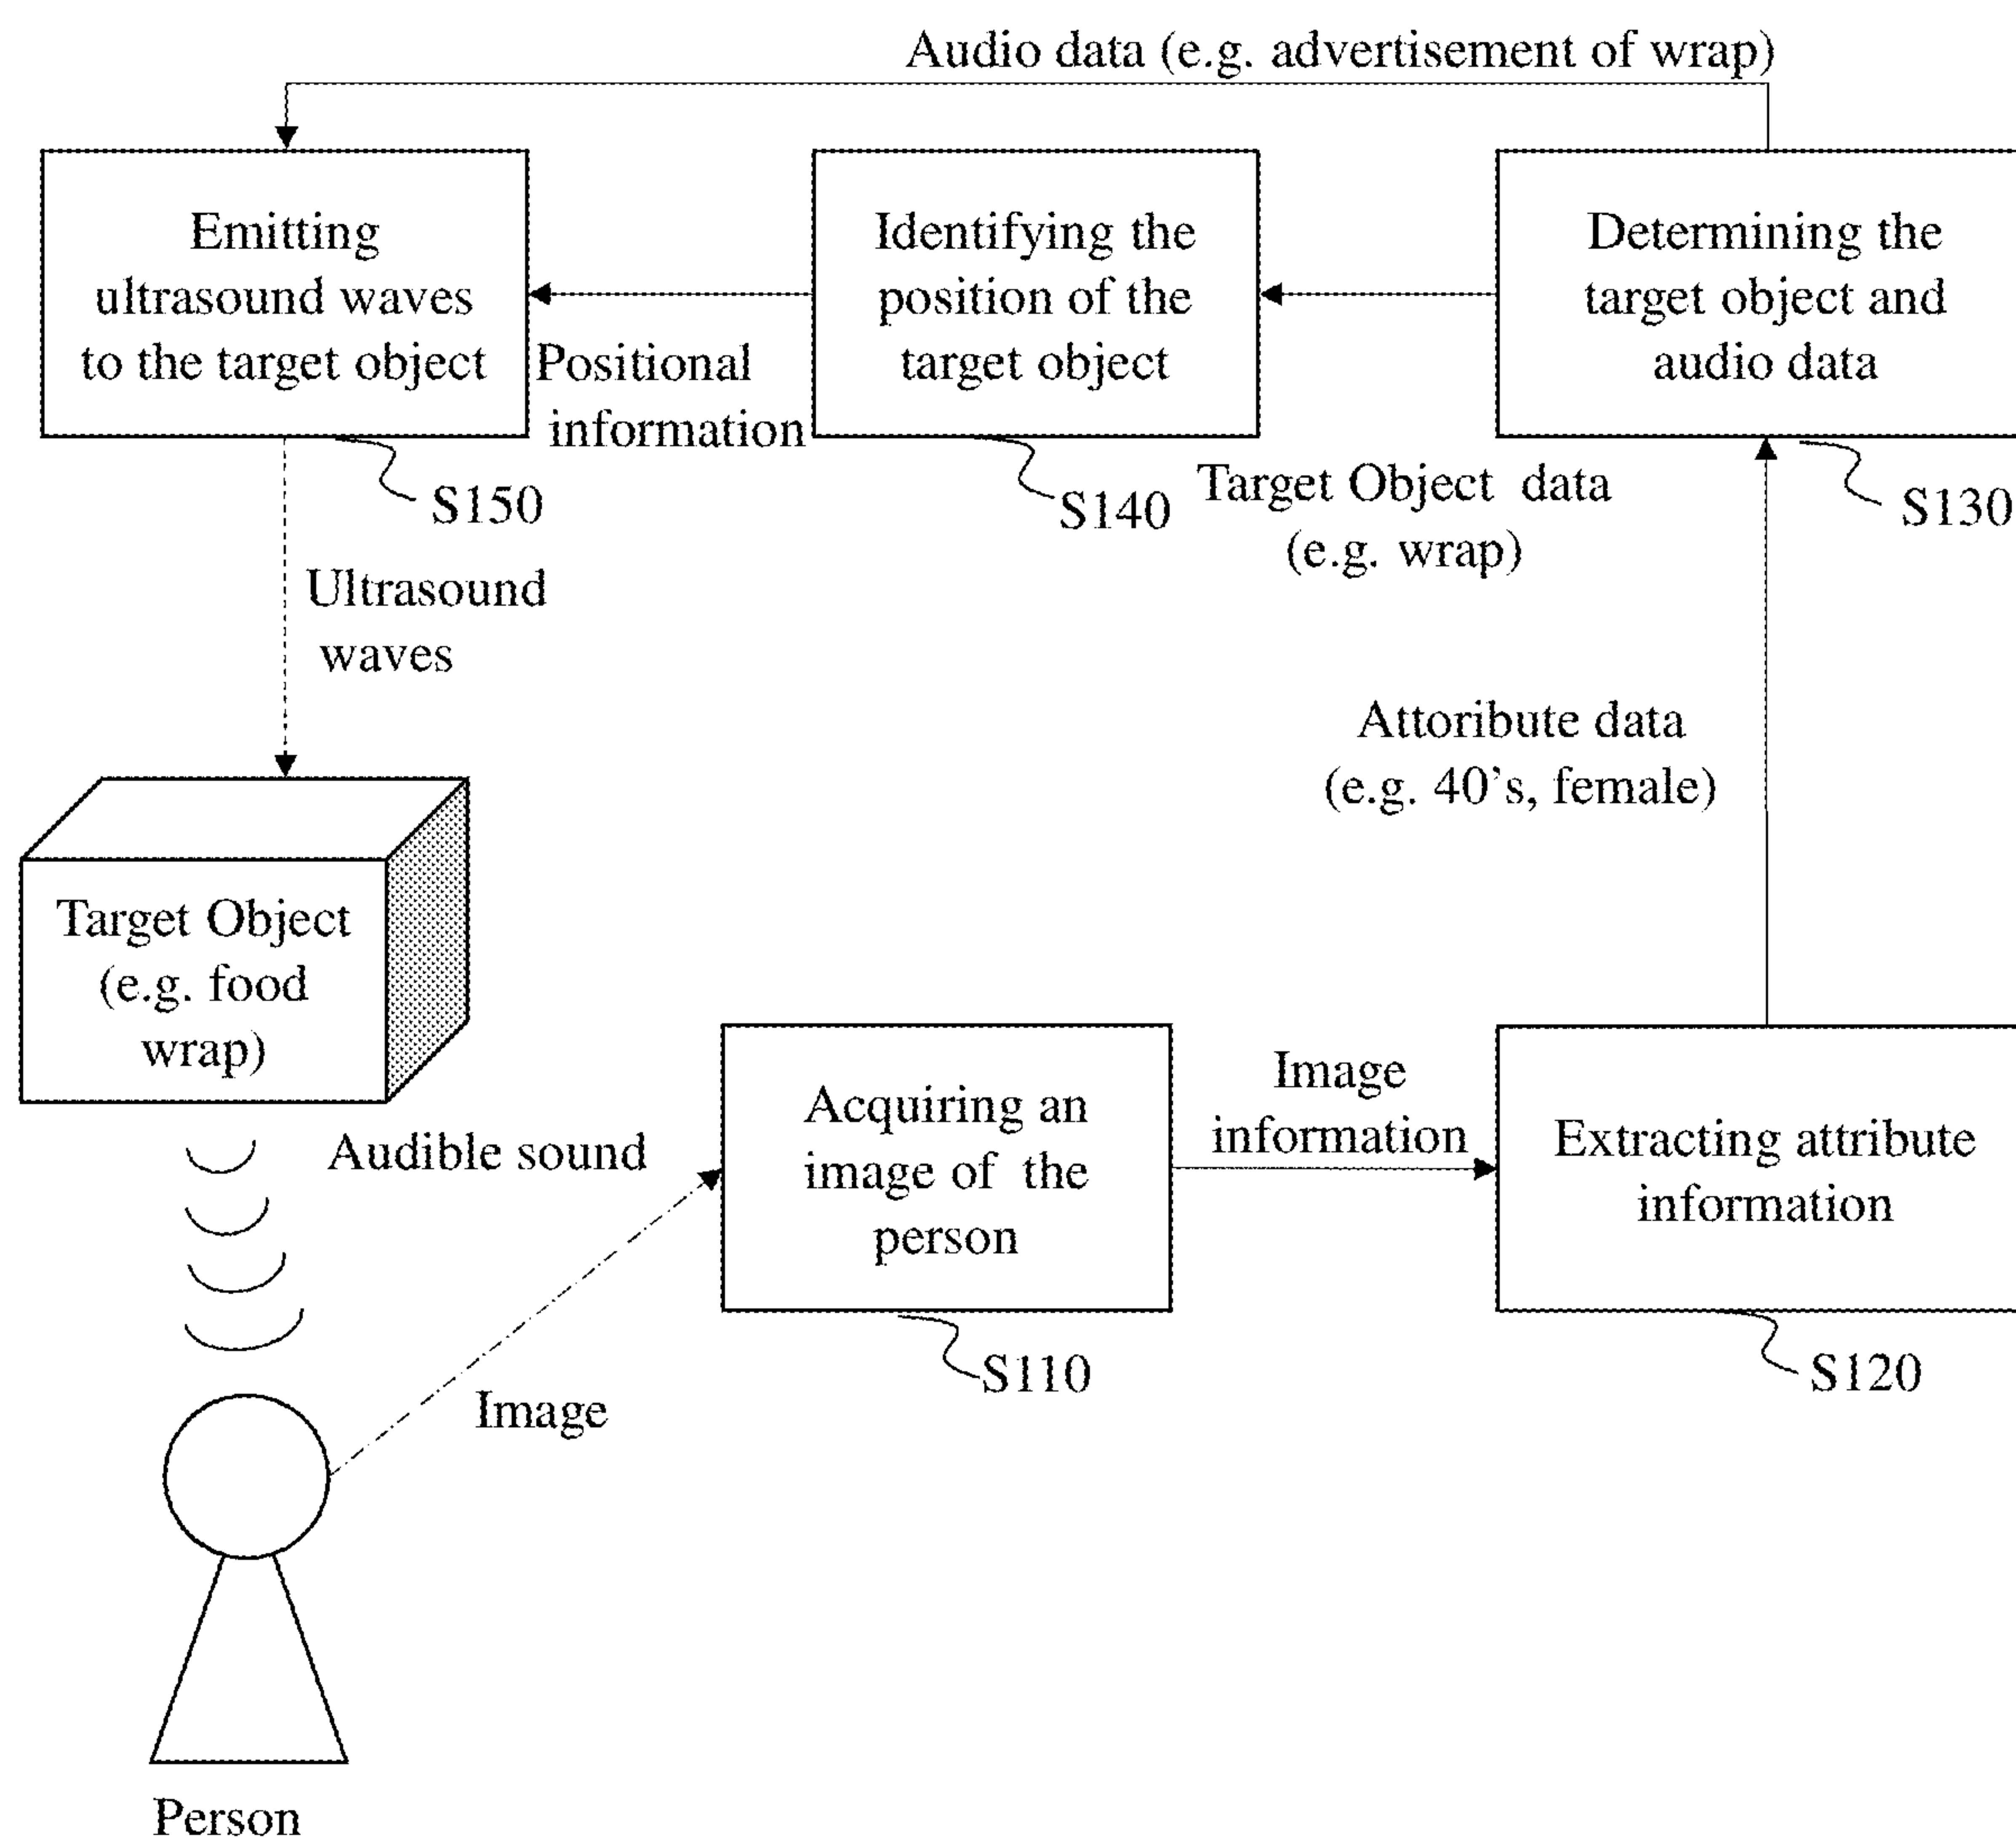 Audio data (e.g. advertisement of wrap)
Emitting
ultrasound waves
to the target object
Identifying the
position of the
target object
Determining the
target object and
audio data
Positional
information
S150
S140
Target Object data
(e.g. wrap)
S130
Ultrasound
waves
Attoribute data
(e.g. 40's, female)
Target Object
(e.g. food
wrap)
Audible sound
Acquiring an
image of the
person
Image
information
Extracting attribute
information
S110
S120
Image
Person